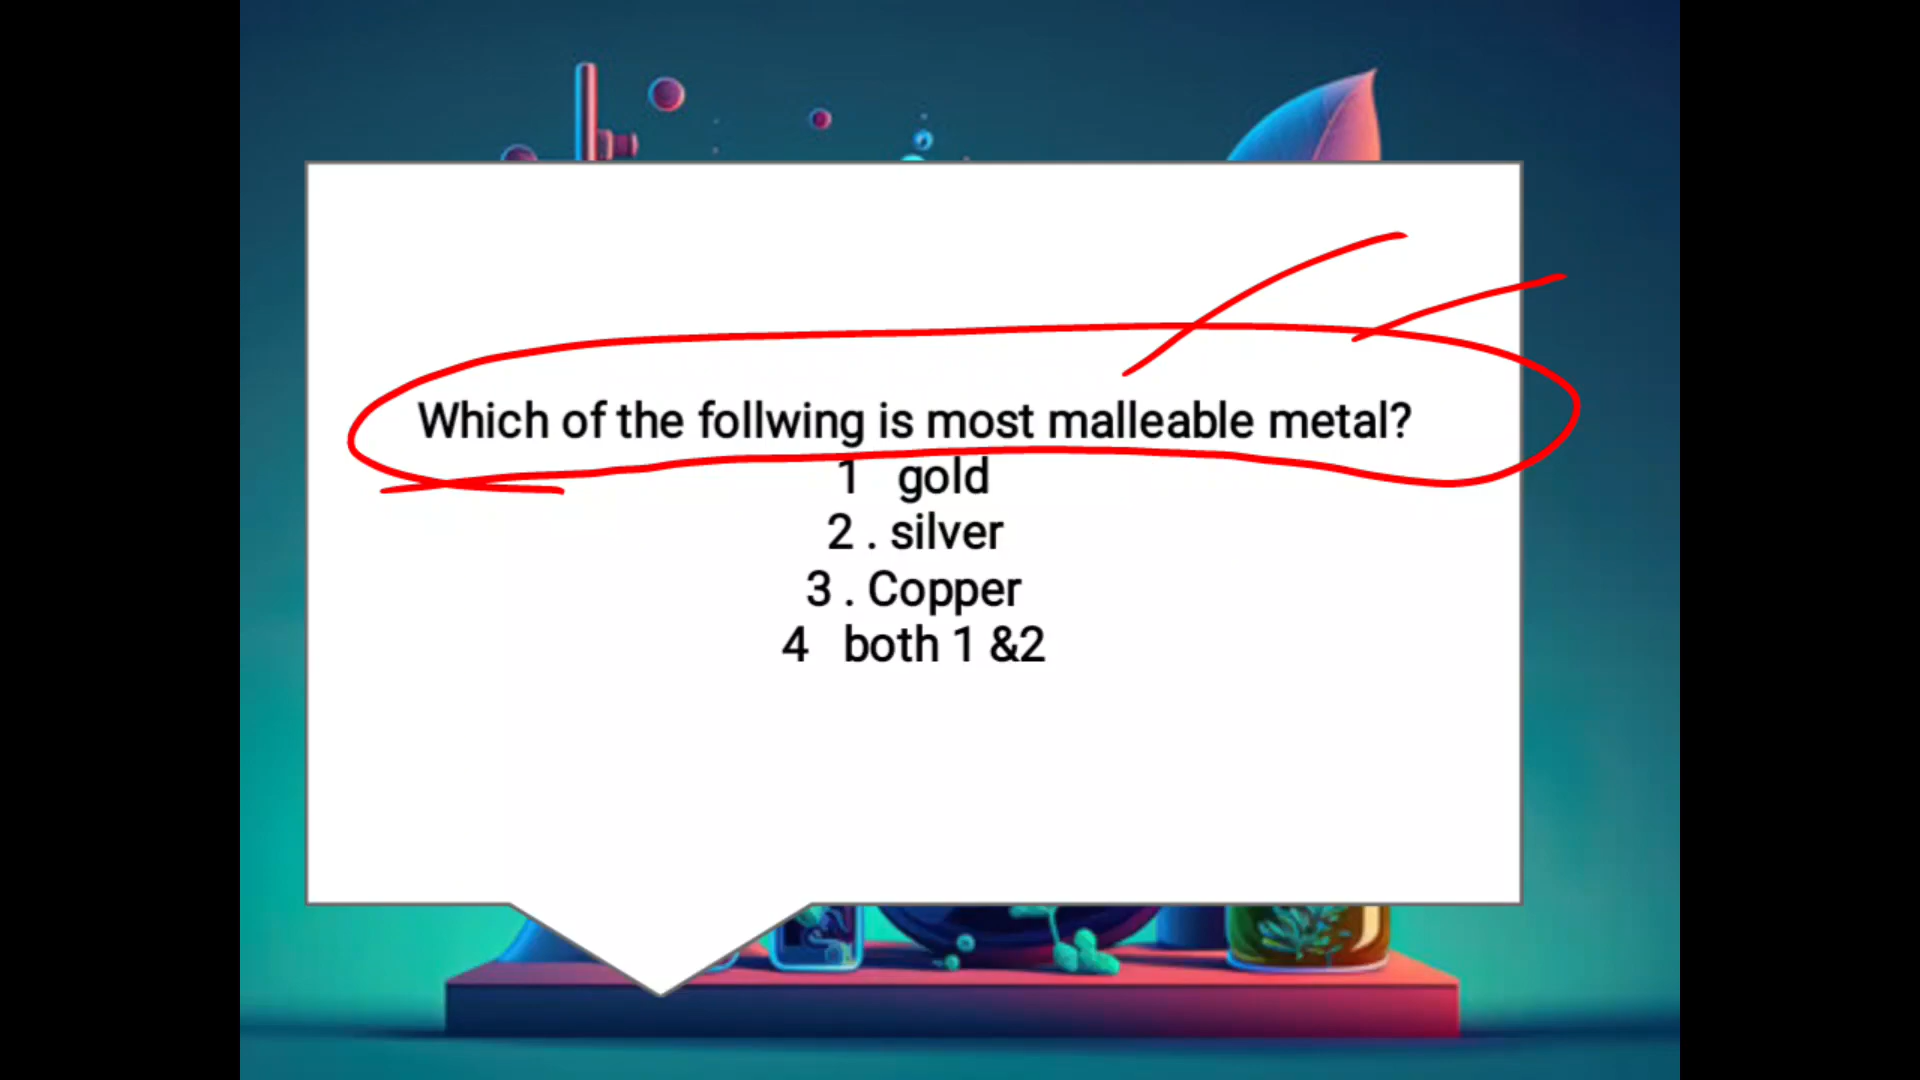 Which of the follwing is most malleable metal?
1 gold
2 . silver
3 . Copper
4 both 1 &2